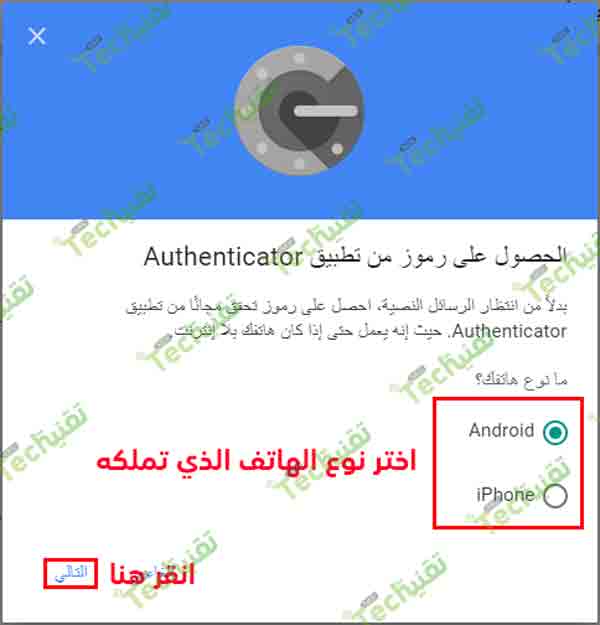 الحصول على رموز من تطبيق Authenticator
بدلاً من انتظار الرسائل النصية، احصل على رموز تحقق مجانًا من تطبيق
Authenticator. حيث إنه يعمل حتى إذا كان هاتفك بلا إنترنت.
ما نوع هاتفك؟
Android
اختر نوع الهاتف الذي تملكه
iPhone
انقر هنا
التالي
تقنيTech